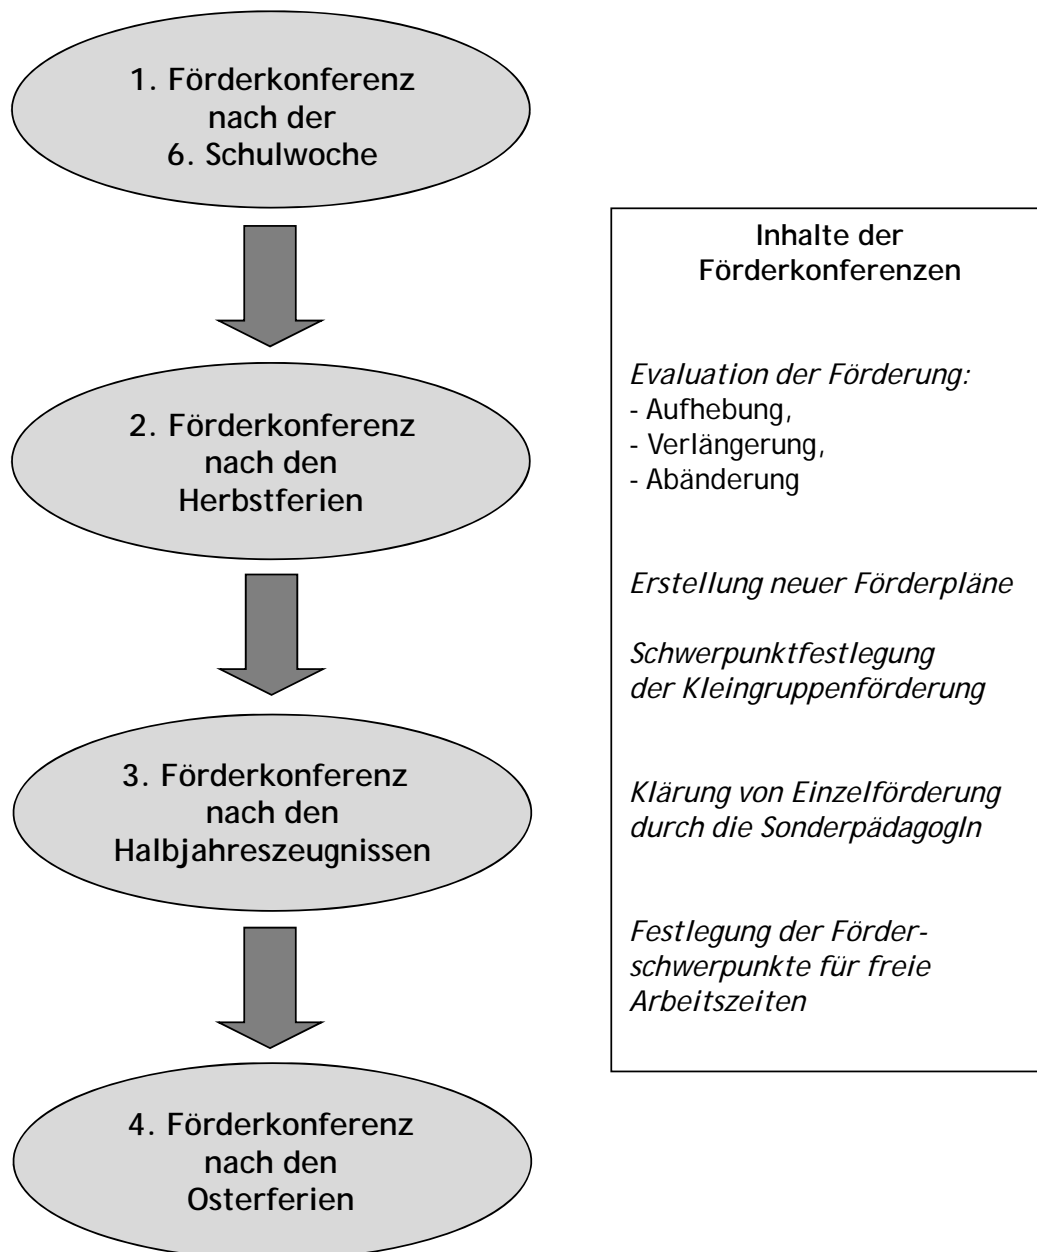 1. Förderkonferenz
nach der
6. Schulwoche
2. Förderkonferenz
nach den
Herbstferien
3. Förderkonferenz
nach den
Halbjahreszeugnissen
4. Förderkonferenz
nach den
Osterferien
Inhalte der
Förderkonferenzen
Evaluation der Förderung:
- Aufhebung,
- Verlängerung,
- Abänderung
Erstellung neuer Förderpläne
Schwerpunktfestlegung
der Kleingruppenförderung
Klärung von Einzelförderung
durch die SonderpädagogIn
Festlegung der Förder-
schwerpunkte für freie
Arbeitszeiten